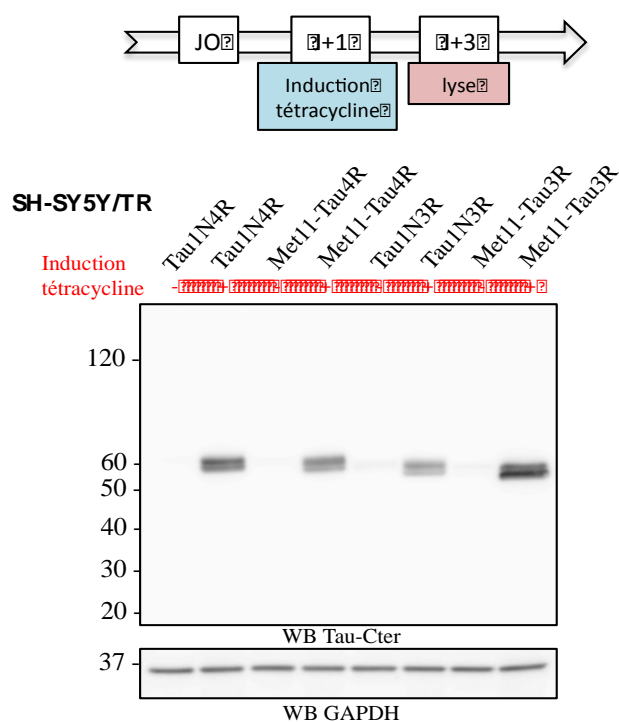 JO�
�J+1�
�J+3�
Induction�
tétracycline�
lyse�
SH-SY5Y/TR
Tau1N4R
Tau1N4R
Met11-Tau4R
Met11-Tau4R
Tau1N3R
Tau1N3R
Met11-Tau3R
Met11-Tau3R
Induction
tétracycline
- + - + - + - +
120
60
50
40
30
20
WB Tau-Cter
37
WB GAPDH